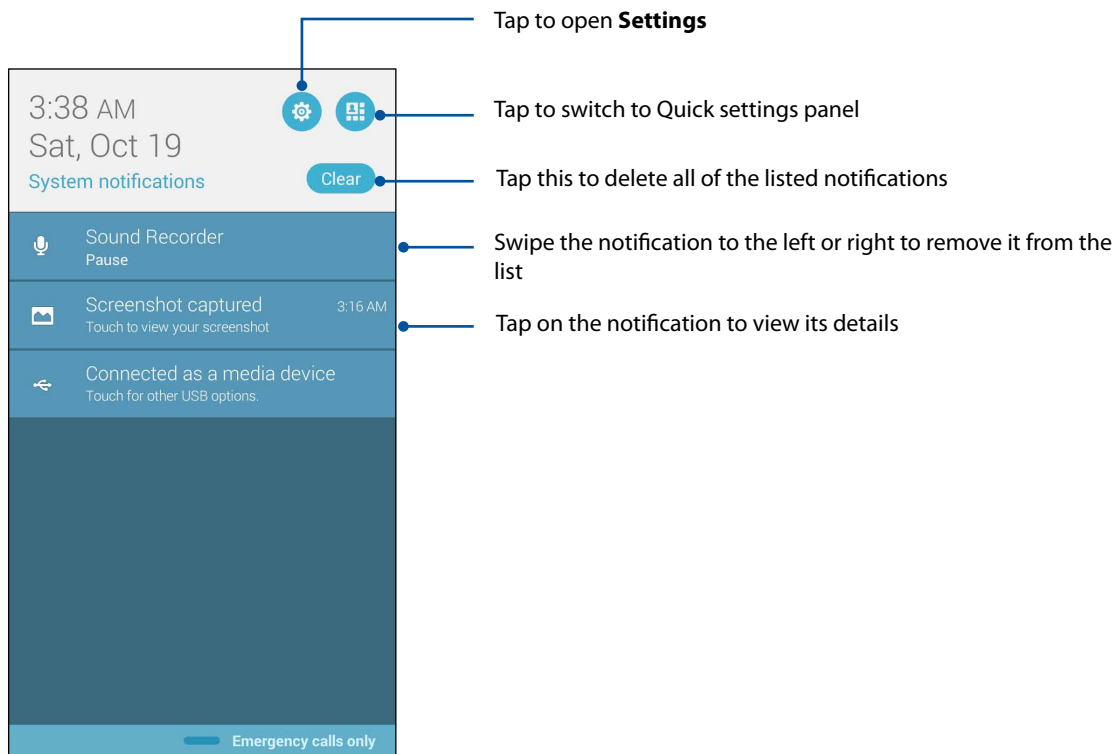 Tap to open Settings
3:38 AM
Sat, Oct 19
Tap to switch to Quick settings panel
System notifications
Clear
Tap this to delete all of the listed notifications
Sound Recorder
Pause
Swipe the notification to the left or right to remove it from the
list
Screenshot captured
3:16 AM
Touch to view your screenshot
Tap on the notification to view its details
Connected as a media device
Touch for other USB options.
Emergency calls only